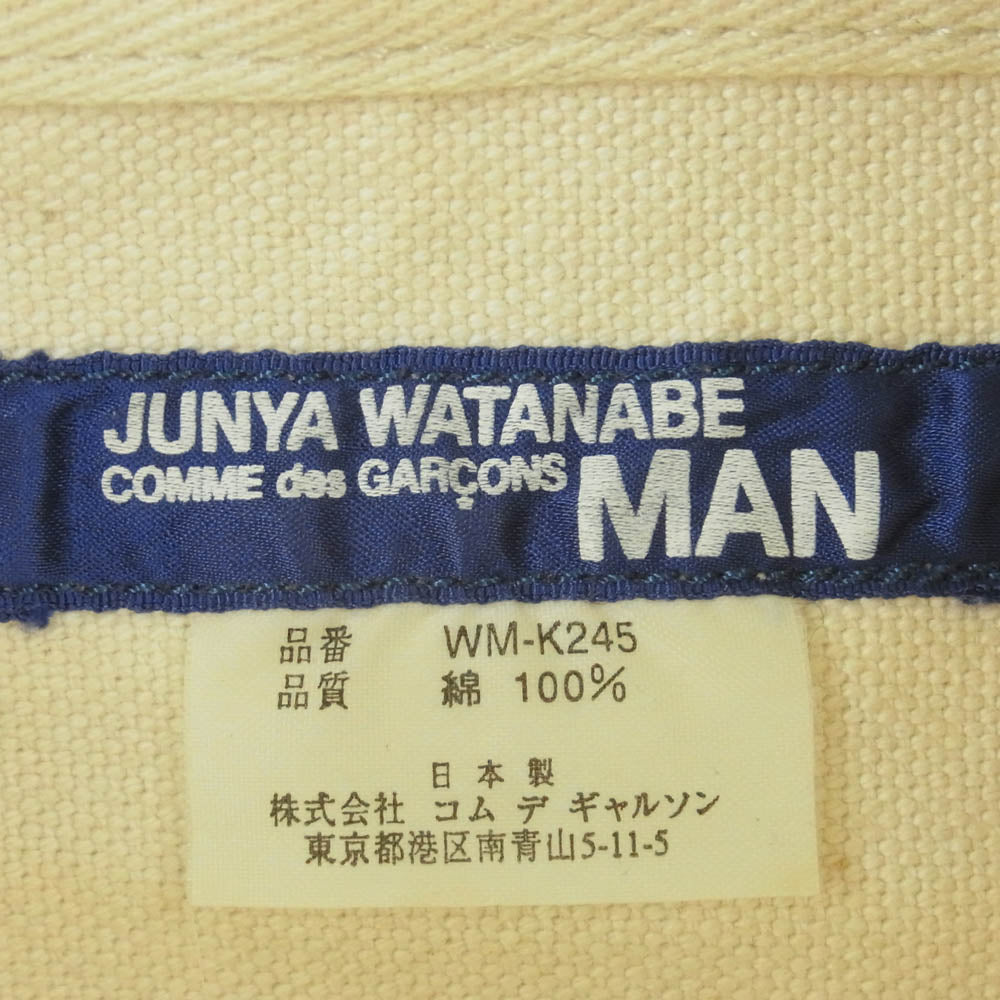 JUNYA WATANABE
COMME des GARÇONS MAN
品番 WM-K245
品質 綿 100%
日本製
株式会社 コム デ ギャルソン
東京都港区南青山5-11-5